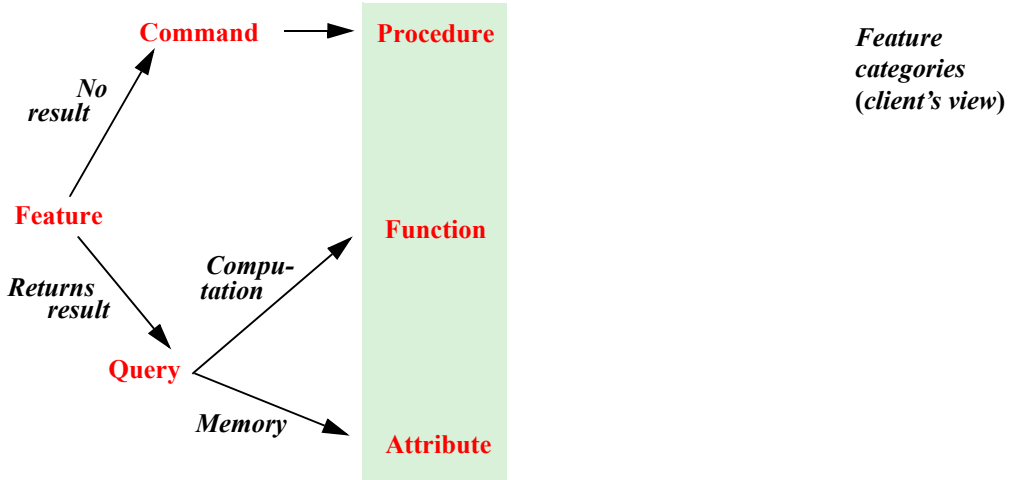 Command
Procedure
Feature
categories
(client’s view)
No
result
Feature
Function
Compu-
tation
Returns
result
Query
Memory
Attribute